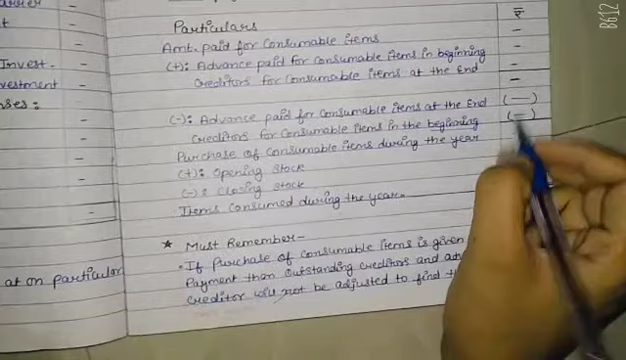 Particulars ₹
Amt. paid for Consumable items -
(+): Advance paid for Consumable items in beginning -
Creditors for Consumable items at the End -
(-): Advance paid for Consumable items at the End (—)
Creditors for Consumable items in the beginning (—)
Purchase of Consumable items during the year
(+): Opening Stock
(-): Closing Stock
Items Consumed during the year.
★ Must Remember-
• If Purchase of Consumable items is given
Payment then outstanding creditors and
creditor will not be adjusted to find
Invest.
at on particular
B612